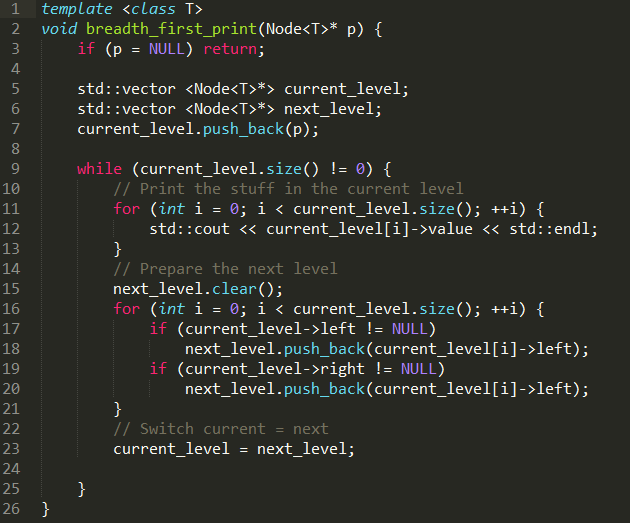 1 template <class T>
2 void breadth_first_print(Node<T>* p) {
3     if (p = NULL) return;
4
5     std::vector <Node<T>*> current_level;
6     std::vector <Node<T>*> next_level;
7     current_level.push_back(p);
8
9     while (current_level.size() != 0) {
10         // Print the stuff in the current level
11         for (int i = 0; i < current_level.size(); ++i) {
12             std::cout << current_level[i]->value << std::endl;
13         }
14         // Prepare the next level
15         next_level.clear();
16         for (int i = 0; i < current_level.size(); ++i) {
17             if (current_level->left != NULL)
18                 next_level.push_back(current_level[i]->left);
19             if (current_level->right != NULL)
20                 next_level.push_back(current_level[i]->left);
21         }
22         // Switch current = next
23         current_level = next_level;
24
25     }
26 }